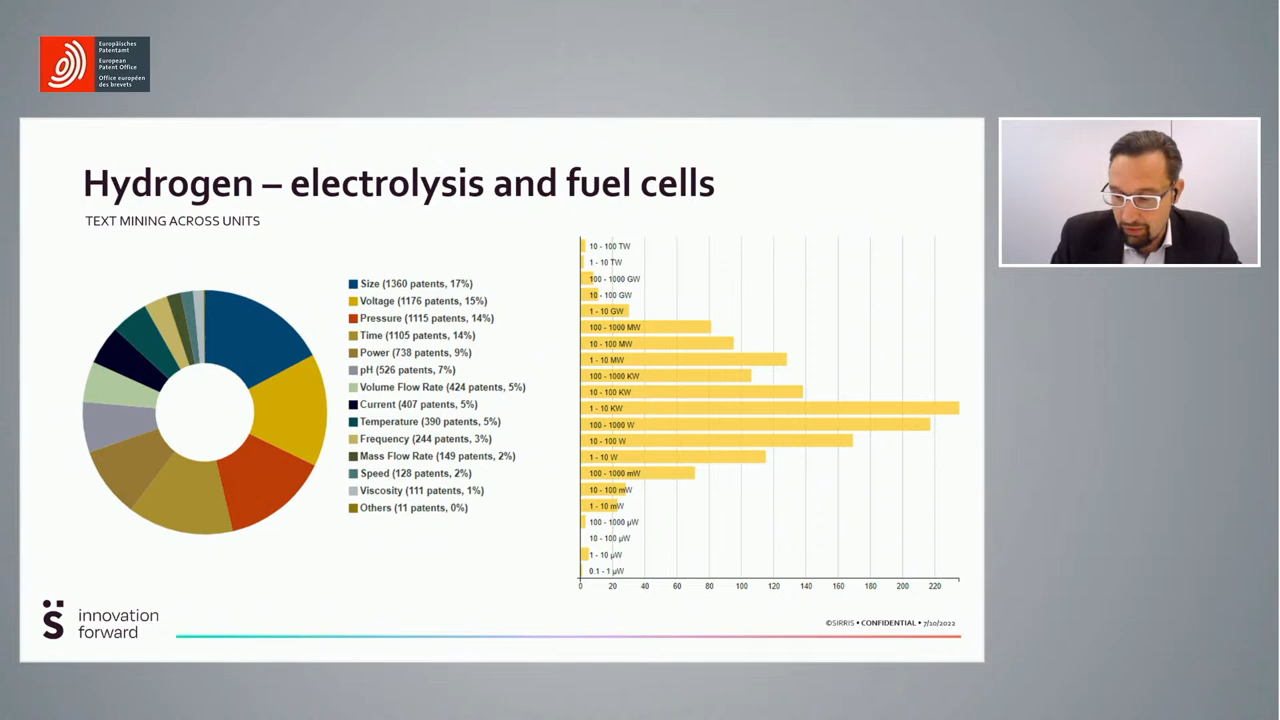 Europäisches
Patentamt
European
Patent Office
Office européen
des brevets
Hydrogen – electrolysis and fuel cells
TEXT MINING ACROSS UNITS
Size (1360 patents, 17%)
Voltage (1176 patents, 15%)
Pressure (1115 patents, 14%)
Time (1105 patents, 14%)
Power (738 patents, 9%)
pH (526 patents, 7%)
Volume Flow Rate (424 patents, 5%)
Current (407 patents, 5%)
Temperature (390 patents, 5%)
Frequency (244 patents, 3%)
Mass Flow Rate (149 patents, 2%)
Speed (128 patents, 2%)
Viscosity (111 patents, 1%)
Others (11 patents, 0%)
10 - 100 TW
1 - 10 TW
100 - 1000 GW
10 - 100 GW
1 - 10 GW
100 - 1000 MW
10 - 100 MW
1 - 10 MW
100 - 1000 KW
10 - 100 KW
1 - 10 KW
100 - 1000 W
10 - 100 W
1 - 10 W
100 - 1000 mW
10 - 100 mW
1 - 10 mW
100 - 1000 µW
10 - 100 µW
1 - 10 µW
0.1 - 1 µW
0 20 40 60 80 100 120 140 160 180 200 220
s̈ innovation
forward
©SIRRIS • CONFIDENTIAL • 7/10/2022